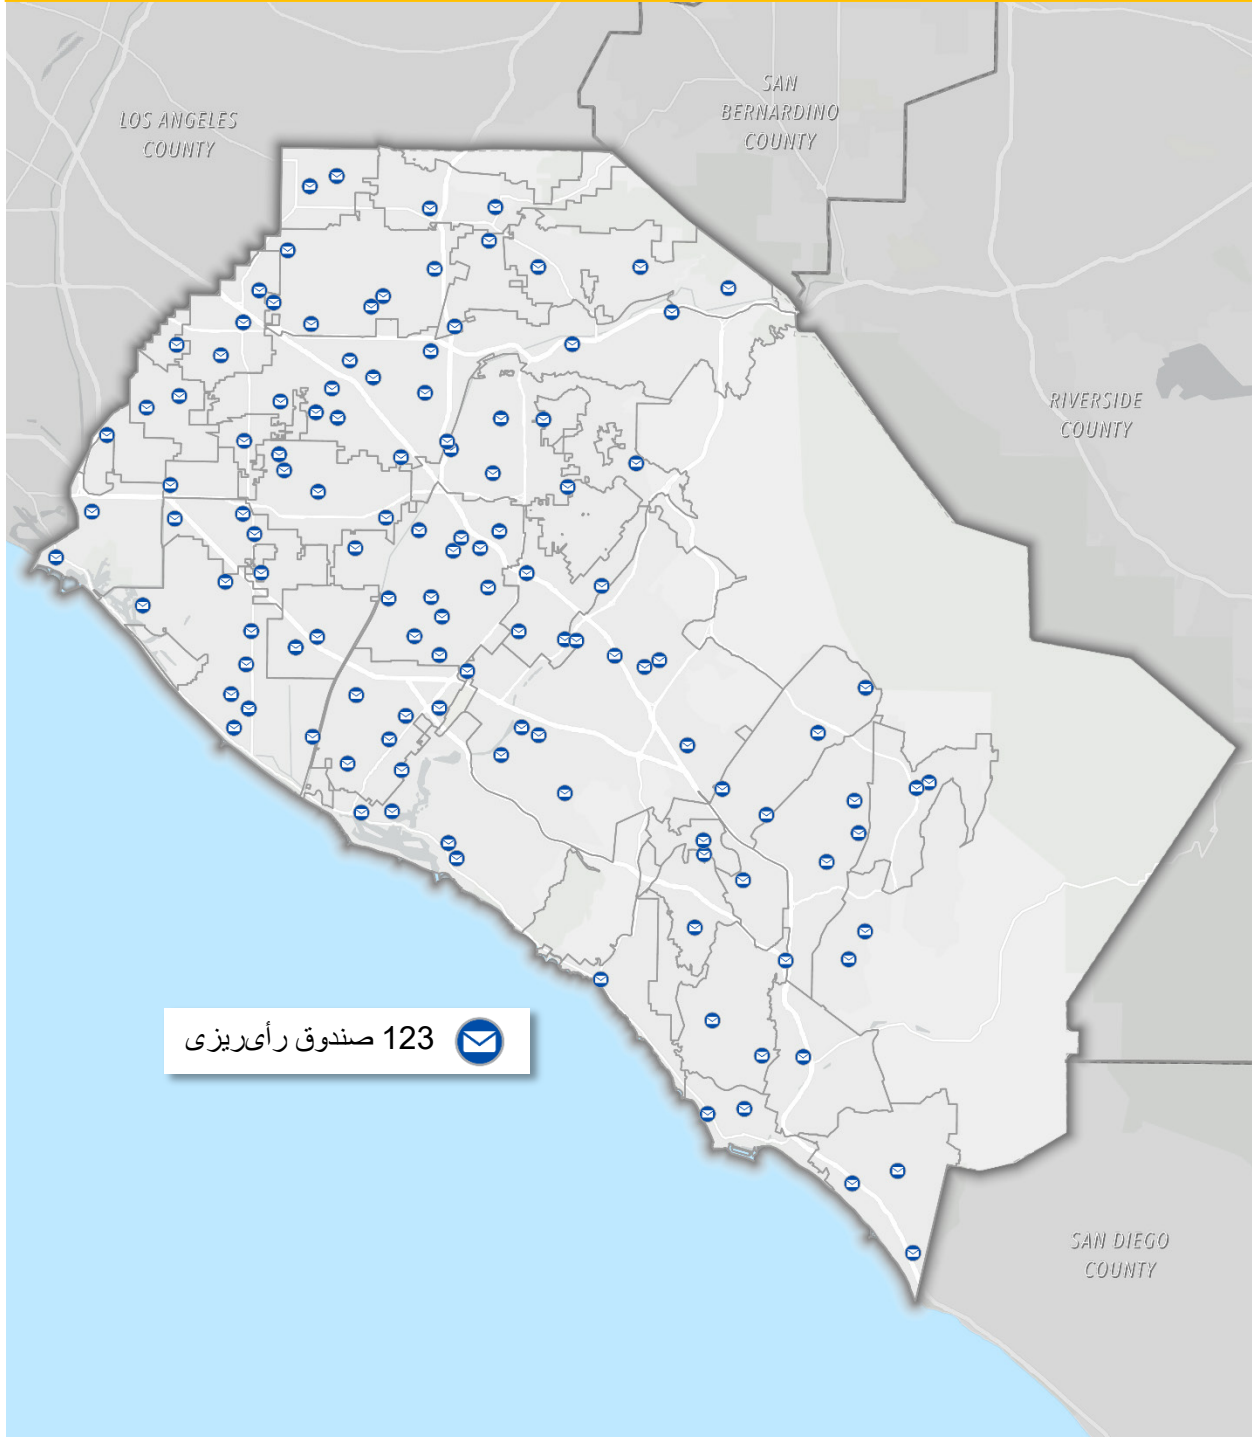 SAN
BERNARDINO
COUNTY
LOS ANGELES
COUNTY
RIVERSIDE
COUNTY
123 صندوق رأی‌ریزی
SAN DIEGO
COUNTY